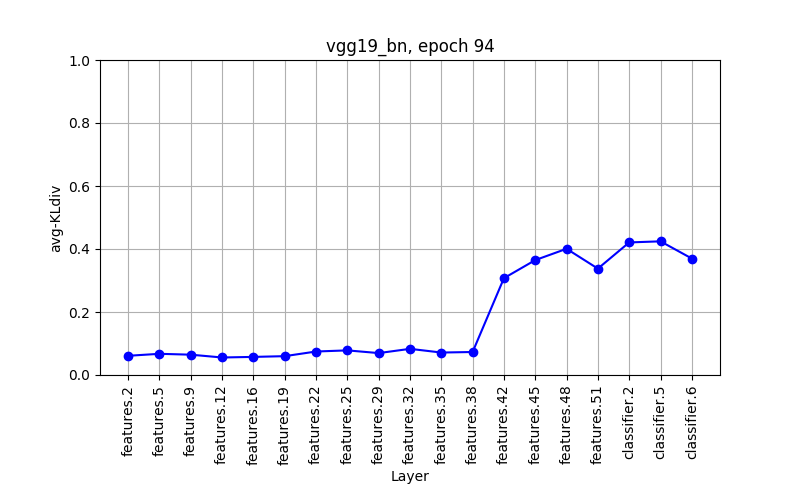 vgg19_bn, epoch 94
avg-KLdiv
1.0
0.8
0.6
0.4
0.2
0.0
features.2
features.5
features.9
features.12
features.16
features.19
features.22
features.25
features.29
features.32
features.35
features.38
features.42
features.45
features.48
features.51
classifier.2
classifier.5
classifier.6
Layer